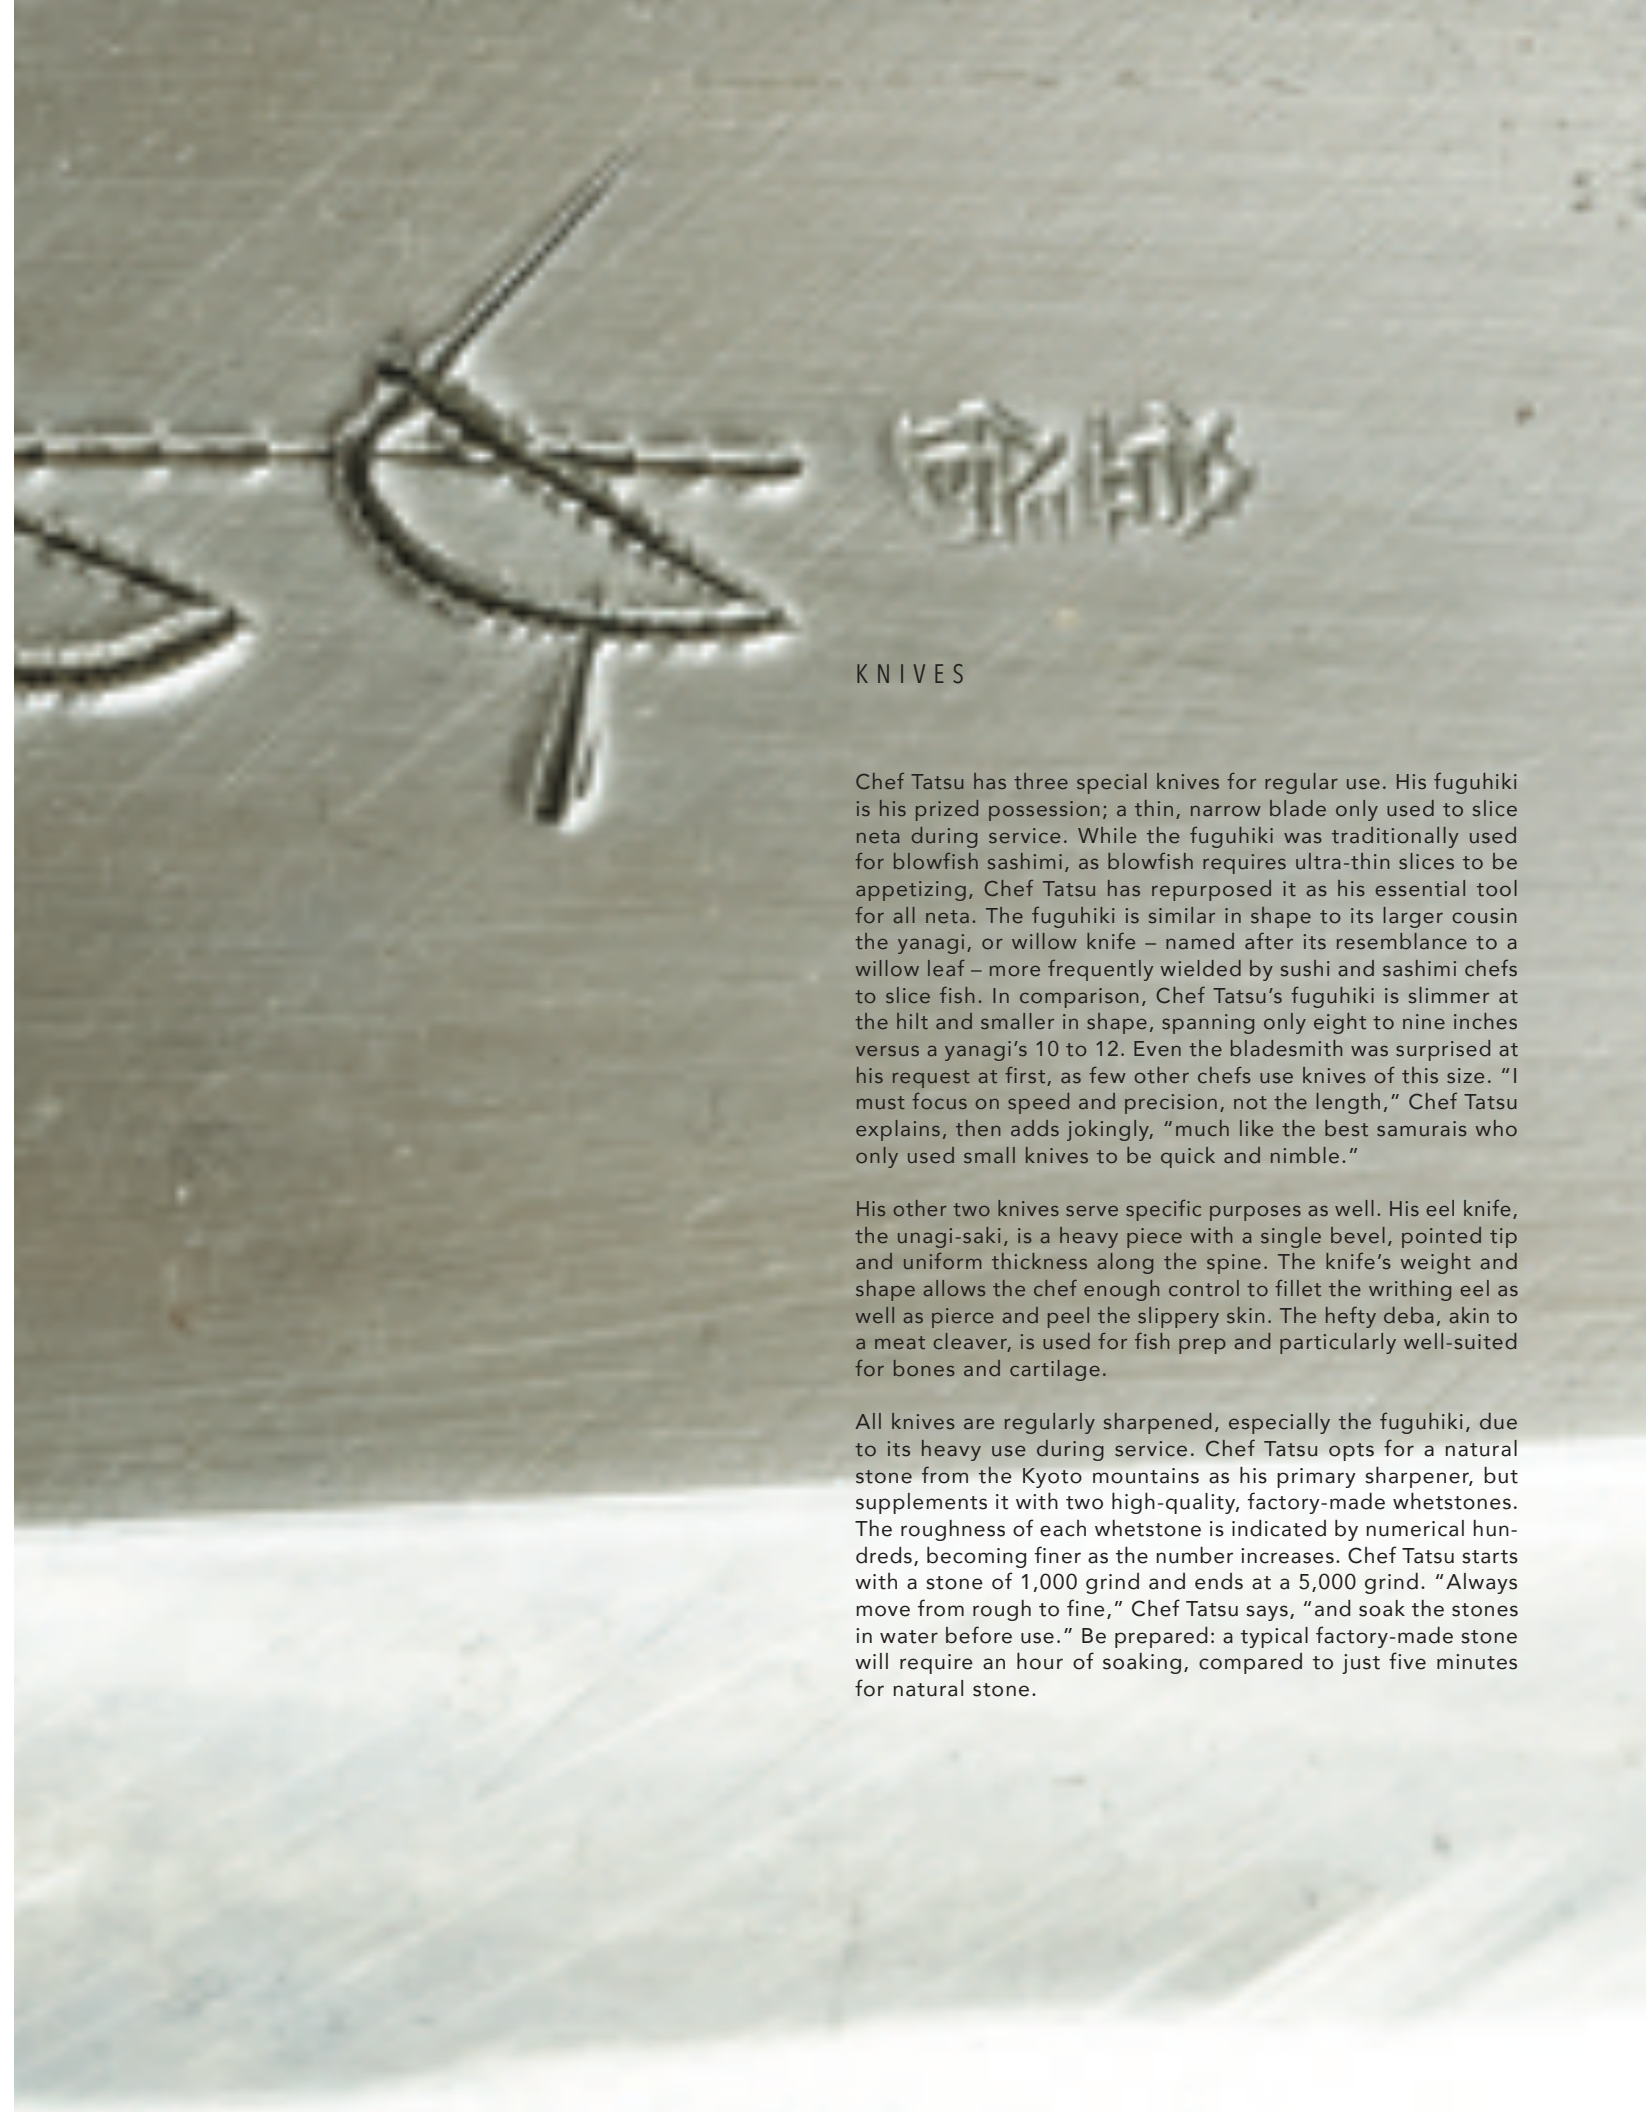 KNIVES
Chef Tatsu has three special knives for regular use. His fuguhiki
is his prized possession; a thin, narrow blade only used to slice
neta during service. While the fuguhiki was traditionally used
for blowfish sashimi, as blowfish requires ultra-thin slices to be
appetizing, Chef Tatsu has repurposed it as his essential tool
for all neta. The fuguhiki is similar in shape to its larger cousin
the yanagi, or willow knife – named after its resemblance to a
willow leaf – more frequently wielded by sushi and sashimi chefs
to slice fish. In comparison, Chef Tatsu’s fuguhiki is slimmer at
the hilt and smaller in shape, spanning only eight to nine inches
versus a yanagi’s 10 to 12. Even the bladesmith was surprised at
his request at first, as few other chefs use knives of this size. “I
must focus on speed and precision, not the length,” Chef Tatsu
explains, then adds jokingly, “much like the best samurais who
only used small knives to be quick and nimble.”
His other two knives serve specific purposes as well. His eel knife,
the unagi-saki, is a heavy piece with a single bevel, pointed tip
and uniform thickness along the spine. The knife’s weight and
shape allows the chef enough control to fillet the writhing eel as
well as pierce and peel the slippery skin. The hefty deba, akin to
a meat cleaver, is used for fish prep and particularly well-suited
for bones and cartilage.
All knives are regularly sharpened, especially the fuguhiki, due
to its heavy use during service. Chef Tatsu opts for a natural
stone from the Kyoto mountains as his primary sharpener, but
supplements it with two high-quality, factory-made whetstones.
The roughness of each whetstone is indicated by numerical hun-
dreds, becoming finer as the number increases. Chef Tatsu starts
with a stone of 1,000 grind and ends at a 5,000 grind. “Always
move from rough to fine,” Chef Tatsu says, “and soak the stones
in water before use.” Be prepared: a typical factory-made stone
will require an hour of soaking, compared to just five minutes
for natural stone.